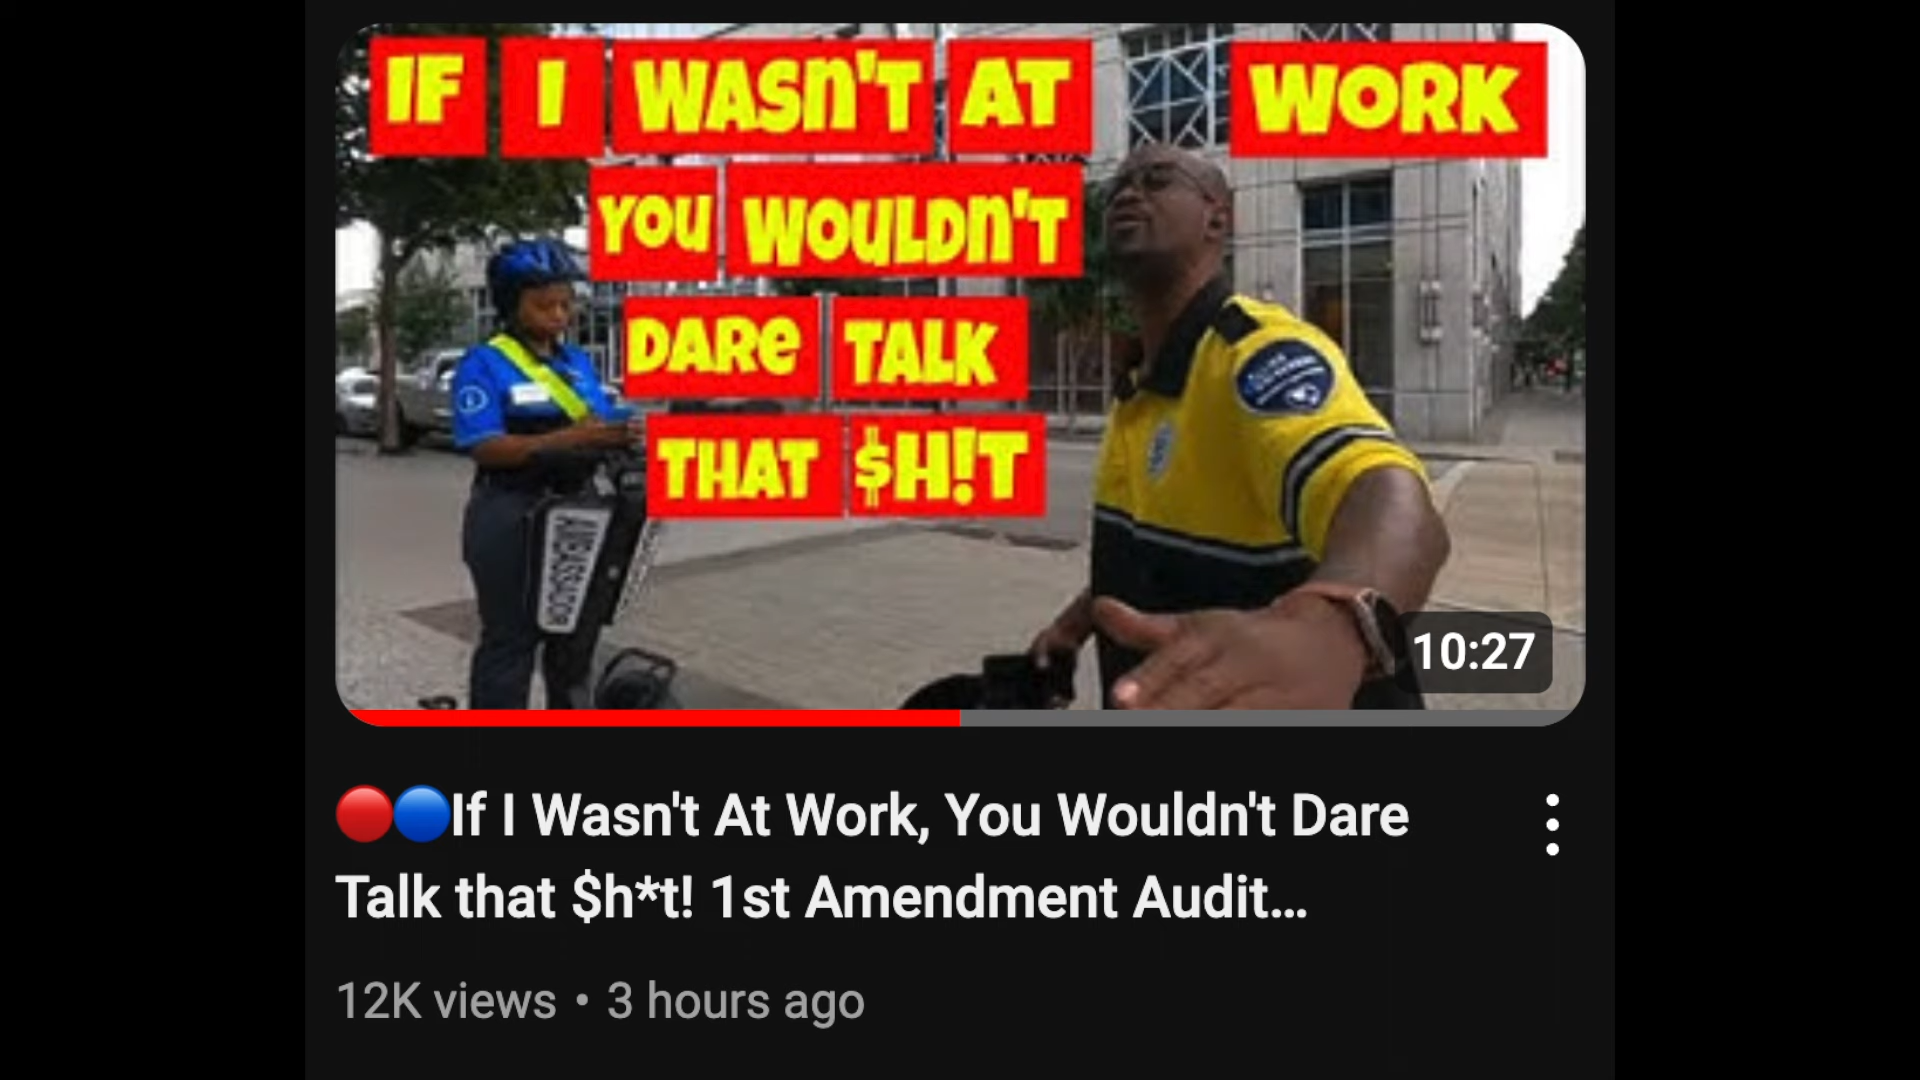 IF I WASn'T AT WORK
YOU WOULDn'T
DARe TALK
THAT $H!T
AMBASSADOR
10:27
🔴🔵If I Wasn't At Work, You Wouldn't Dare
Talk that $h*t! 1st Amendment Audit...
12K views • 3 hours ago